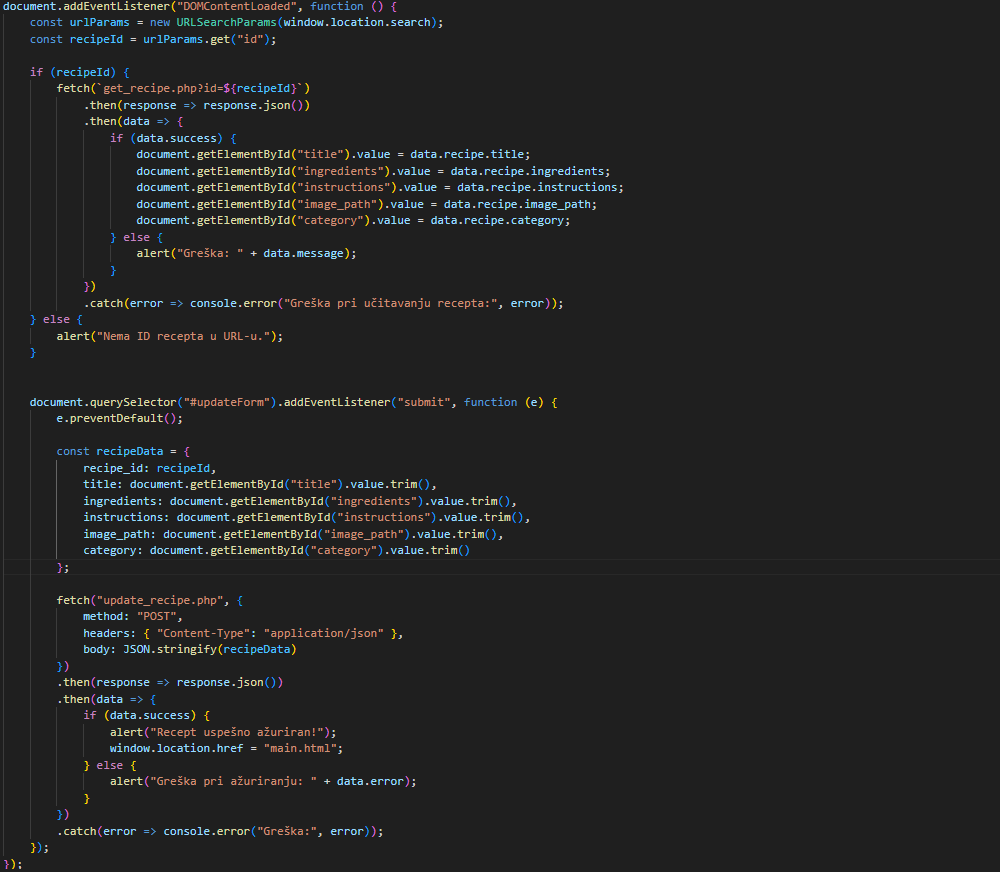 document.addEventListener("DOMContentLoaded", function () {
    const urlParams = new URLSearchParams(window.location.search);
    const recipeId = urlParams.get("id");

    if (recipeId) {
        fetch(`get_recipe.php?id=${recipeId}`)
            .then(response => response.json())
            .then(data => {
                if (data.success) {
                    document.getElementById("title").value = data.recipe.title;
                    document.getElementById("ingredients").value = data.recipe.ingredients;
                    document.getElementById("instructions").value = data.recipe.instructions;
                    document.getElementById("image_path").value = data.recipe.image_path;
                    document.getElementById("category").value = data.recipe.category;
                } else {
                    alert("Greška: " + data.message);
                }
            })
            .catch(error => console.error("Greška pri učitavanju recepta:", error));
    } else {
        alert("Nema ID recepta u URL-u.");
    }


    document.querySelector("#updateForm").addEventListener("submit", function (e) {
        e.preventDefault();

        const recipeData = {
            recipe_id: recipeId,
            title: document.getElementById("title").value.trim(),
            ingredients: document.getElementById("ingredients").value.trim(),
            instructions: document.getElementById("instructions").value.trim(),
            image_path: document.getElementById("image_path").value.trim(),
            category: document.getElementById("category").value.trim()
        };

        fetch("update_recipe.php", {
            method: "POST",
            headers: { "Content-Type": "application/json" },
            body: JSON.stringify(recipeData)
        })
        .then(response => response.json())
        .then(data => {
            if (data.success) {
                alert("Recept uspešno ažuriran!");
                window.location.href = "main.html";
            } else {
                alert("Greška pri ažuriranju: " + data.error);
            }
        })
        .catch(error => console.error("Greška:", error));
    });
});